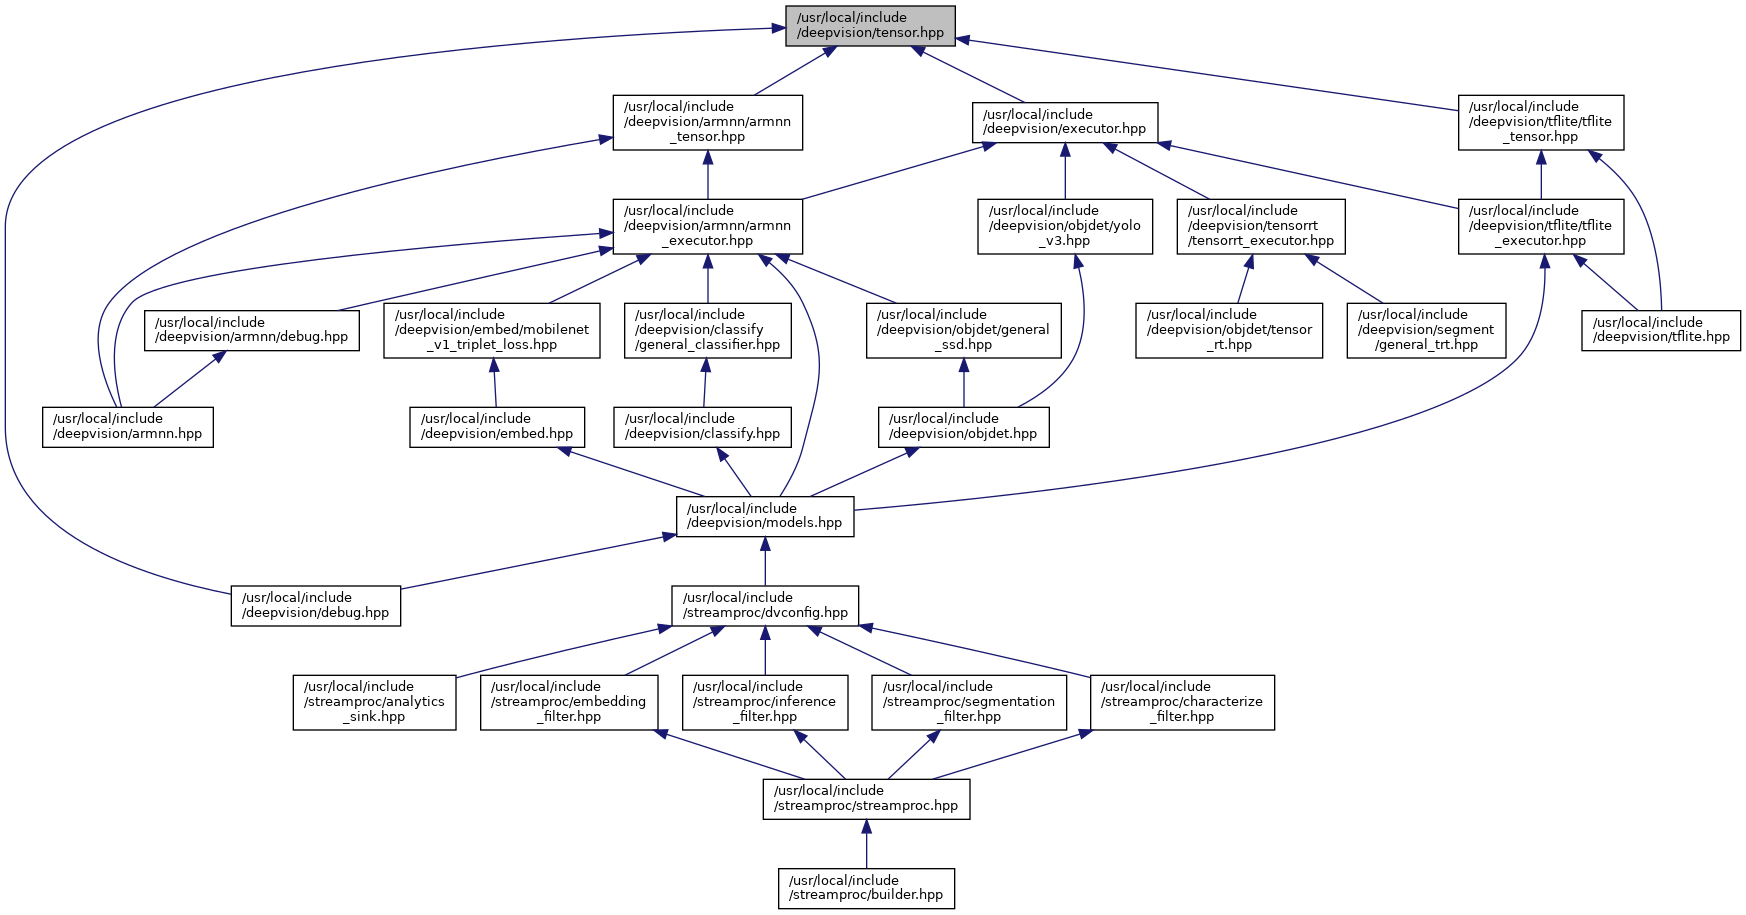 /usr/local/include
/deepvision/tensor.hpp
/usr/local/include
/deepvision/armnn/armnn
_tensor.hpp
/usr/local/include
/deepvision/executor.hpp
/usr/local/include
/deepvision/tflite/tflite
_tensor.hpp
/usr/local/include
/deepvision/armnn/armnn
_executor.hpp
/usr/local/include
/deepvision/objdet/yolo
_v3.hpp
/usr/local/include
/deepvision/tensorrt
/tensorrt_executor.hpp
/usr/local/include
/deepvision/tflite/tflite
_executor.hpp
/usr/local/include
/deepvision/armnn/debug.hpp
/usr/local/include
/deepvision/embed/mobilenet
_v1_triplet_loss.hpp
/usr/local/include
/deepvision/classify
/general_classifier.hpp
/usr/local/include
/deepvision/objdet/general
_ssd.hpp
/usr/local/include
/deepvision/objdet/tensor
_rt.hpp
/usr/local/include
/deepvision/segment
/general_trt.hpp
/usr/local/include
/deepvision/tflite.hpp
/usr/local/include
/deepvision/armnn.hpp
/usr/local/include
/deepvision/embed.hpp
/usr/local/include
/deepvision/classify.hpp
/usr/local/include
/deepvision/objdet.hpp
/usr/local/include
/deepvision/models.hpp
/usr/local/include
/deepvision/debug.hpp
/usr/local/include
/streamproc/dvconfig.hpp
/usr/local/include
/streamproc/analytics
_sink.hpp
/usr/local/include
/streamproc/embedding
_filter.hpp
/usr/local/include
/streamproc/inference
_filter.hpp
/usr/local/include
/streamproc/segmentation
_filter.hpp
/usr/local/include
/streamproc/characterize
_filter.hpp
/usr/local/include
/streamproc/streamproc.hpp
/usr/local/include
/streamproc/builder.hpp